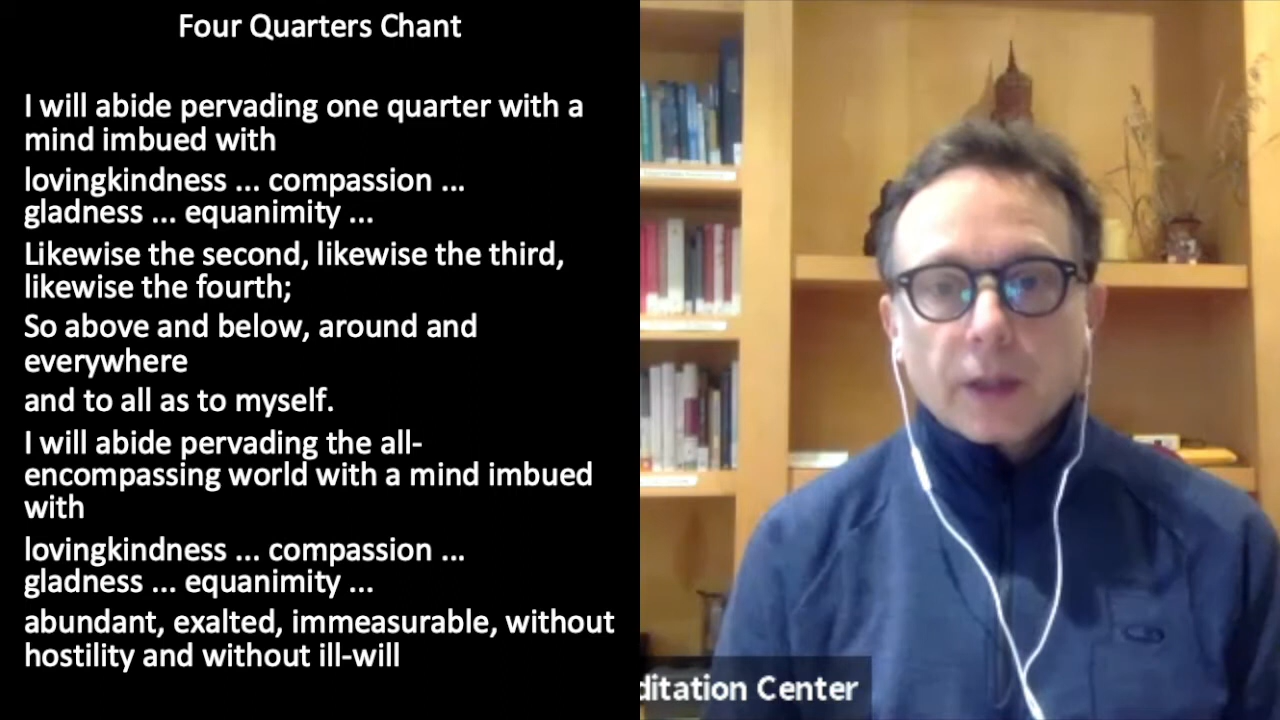 Four Quarters Chant
I will abide pervading one quarter with a
mind imbued with
lovingkindness ... compassion ...
gladness ... equanimity ...
Likewise the second, likewise the third,
likewise the fourth;
So above and below, around and
everywhere
and to all as to myself.
I will abide pervading the all-
encompassing world with a mind imbued
with
lovingkindness ... compassion ...
gladness ... equanimity ...
abundant, exalted, immeasurable, without
hostility and without ill-will
ditation Center